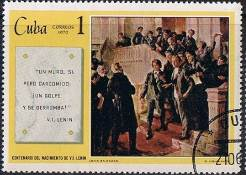 Cuba CORREOS 1
1970
"UN MURO, SI,
PERO CARCOMIDO:
¡UN GOLPE
Y SE DERRUMBA!"
V.I. LENIN
CENTENARIO DEL NACIMIENTO DE V.I. LENIN